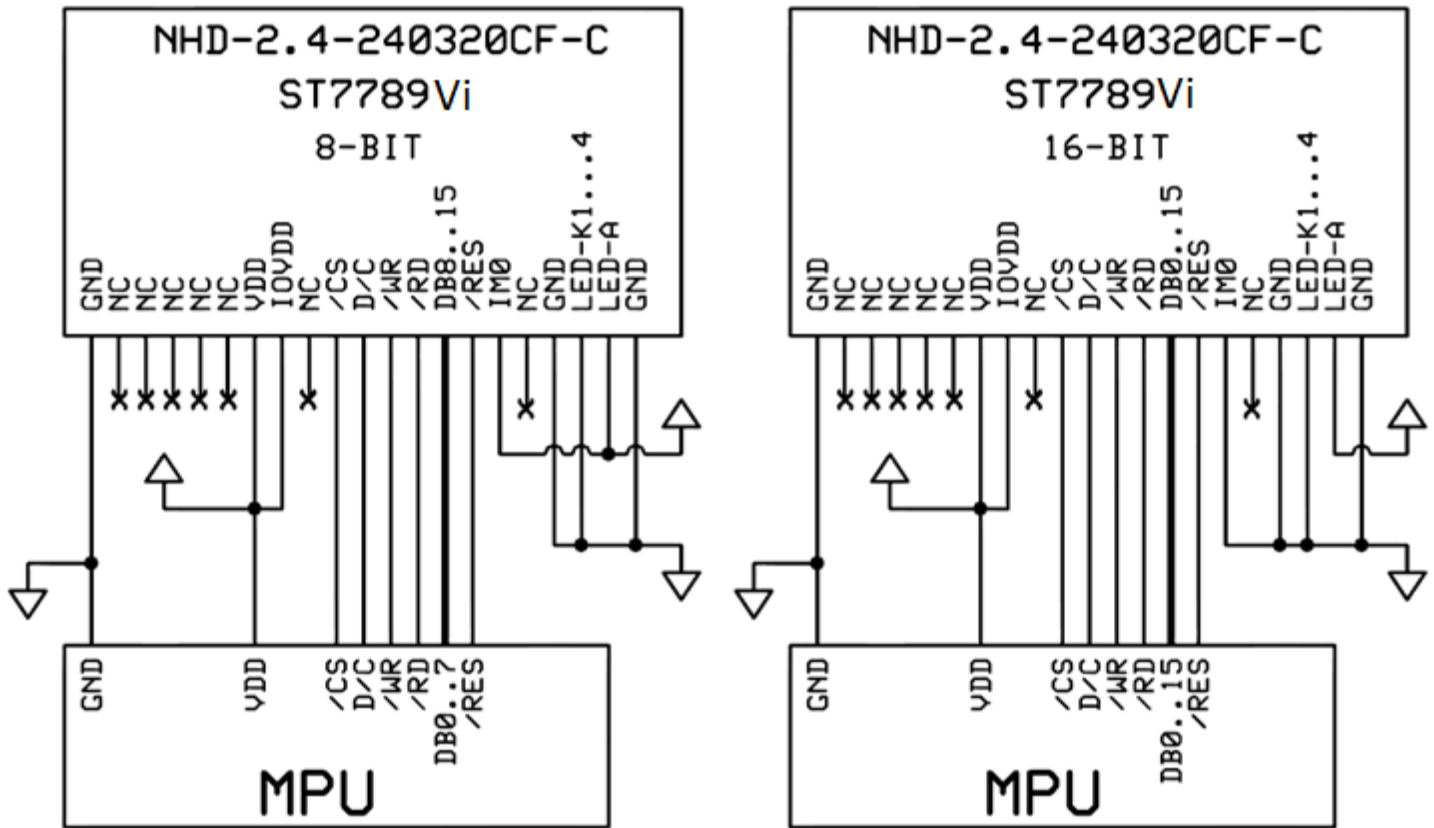 NHD-2.4-240320CF-C
ST7789Vi
8-BIT
GND
NC
NC
NC
NC
NC
VDD
IOVDD
NC
/CS
D/C
/WR
/RD
DB8..15
/RES
IM0
NC
GND
LED-K1...4
LED-A
GND
GND
VDD
/CS
D/C
/WR
/RD
DB0..7
/RES
MPU
NHD-2.4-240320CF-C
ST7789Vi
16-BIT
GND
NC
NC
NC
NC
NC
VDD
IOVDD
NC
/CS
D/C
/WR
/RD
DB0..15
/RES
IM0
NC
GND
LED-K1...4
LED-A
GND
GND
VDD
/CS
D/C
/WR
/RD
DB0..15
/RES
MPU